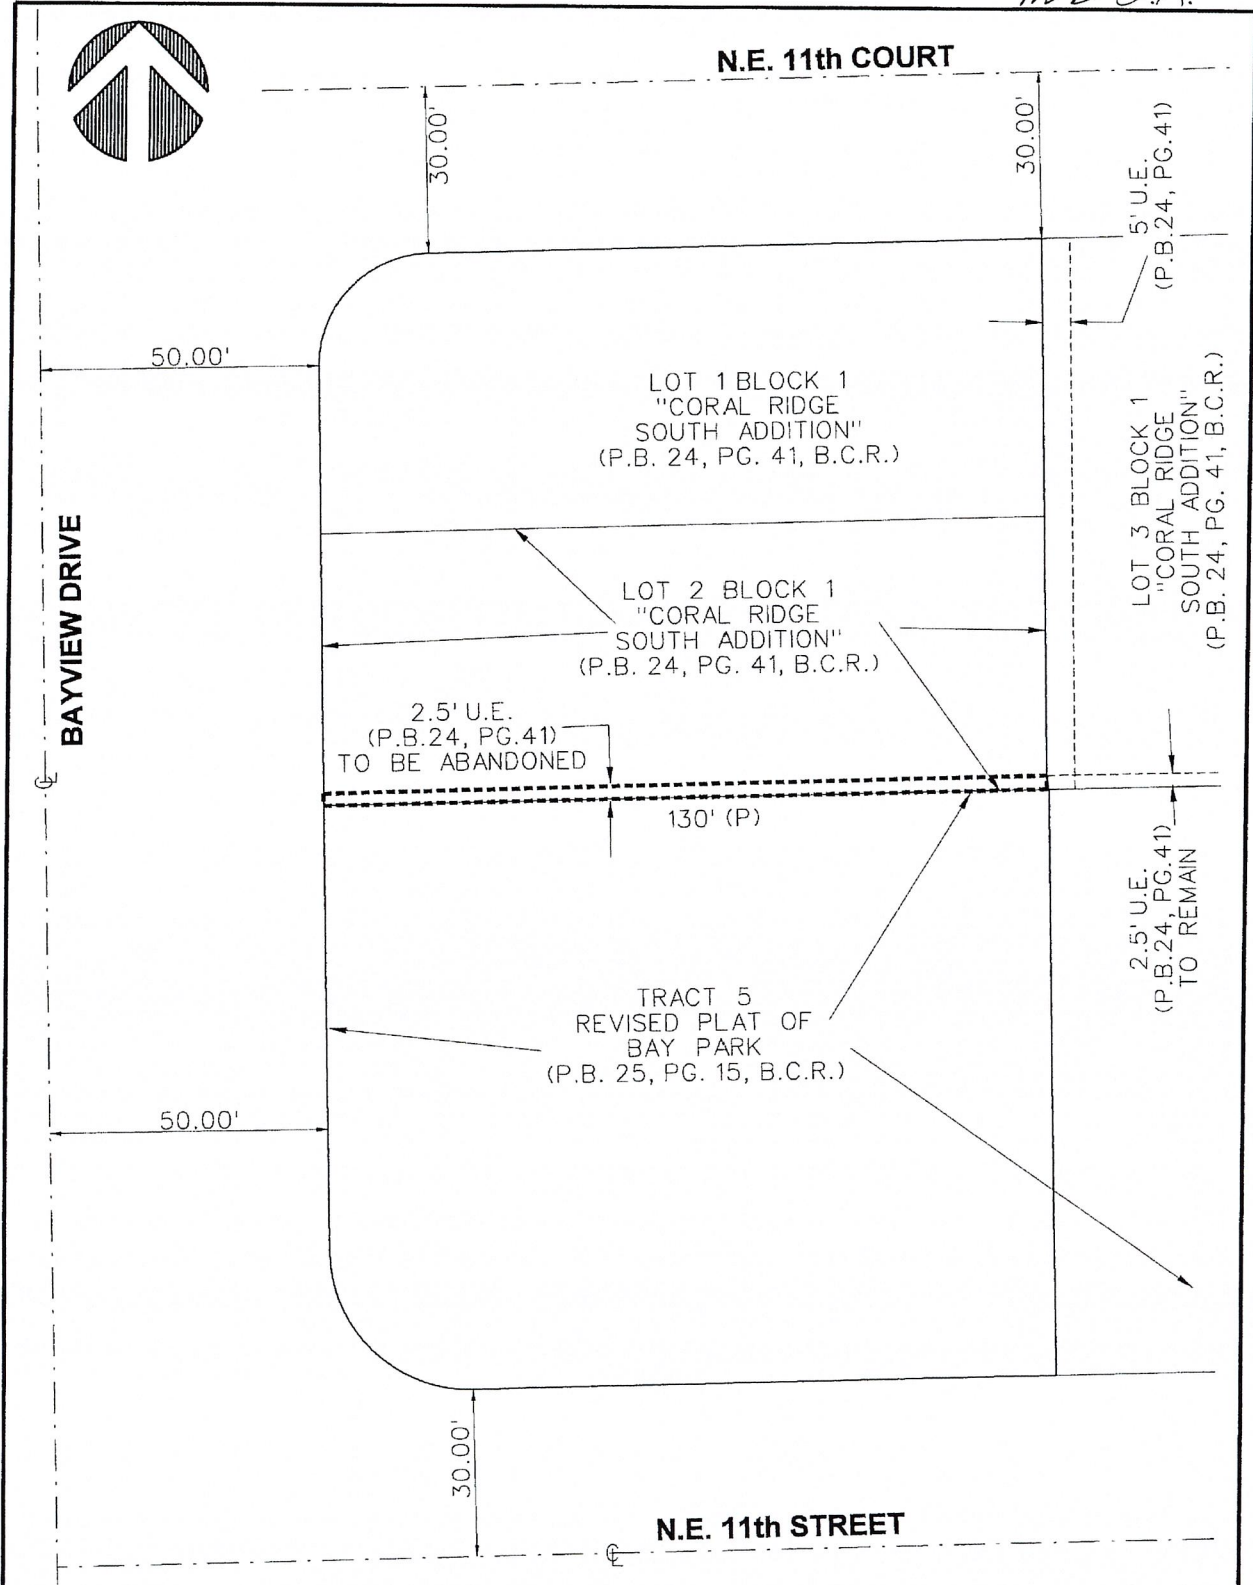 N.E. 11th COURT
30.00'
30.00'
5' U.E.
(P.B.24, PG.41)
50.00'
LOT 1 BLOCK 1
"CORAL RIDGE
SOUTH ADDITION"
(P.B. 24, PG. 41, B.C.R.)
LOT 3 BLOCK 1
"CORAL RIDGE
SOUTH ADDITION"
(P.B. 24, PG. 41, B.C.R.)
BAYVIEW DRIVE
LOT 2 BLOCK 1
"CORAL RIDGE
SOUTH ADDITION"
(P.B. 24, PG. 41, B.C.R.)
2.5' U.E.
(P.B.24, PG.41)
TO BE ABANDONED
130' (P)
2.5' U.E.
(P.B.24, PG.41)
TO REMAIN
TRACT 5
REVISED PLAT OF
BAY PARK
(P.B. 25, PG. 15, B.C.R.)
50.00'
30.00'
N.E. 11th STREET